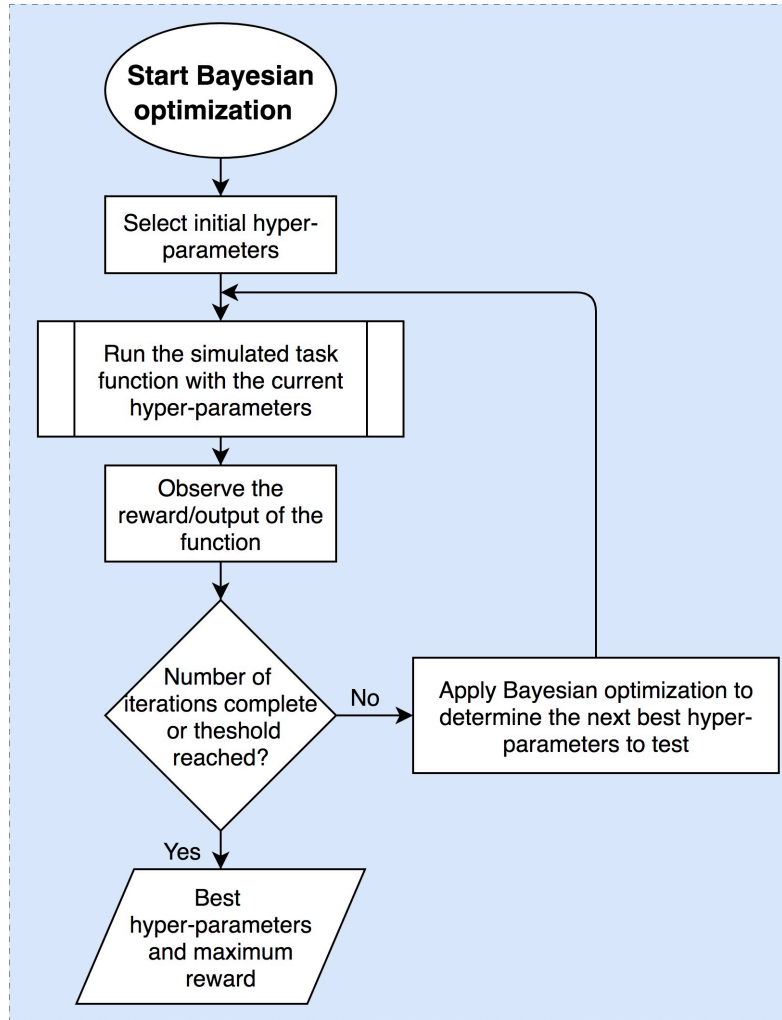 Start Bayesian
optimization
Select initial hyper-
parameters
Run the simulated task
function with the current
hyper-parameters
Observe the
reward/output of the
function
Number of
iterations complete
or theshold
reached?
No
Apply Bayesian optimization to
determine the next best hyper-
parameters to test
Yes
Best
hyper-parameters
and maximum
reward